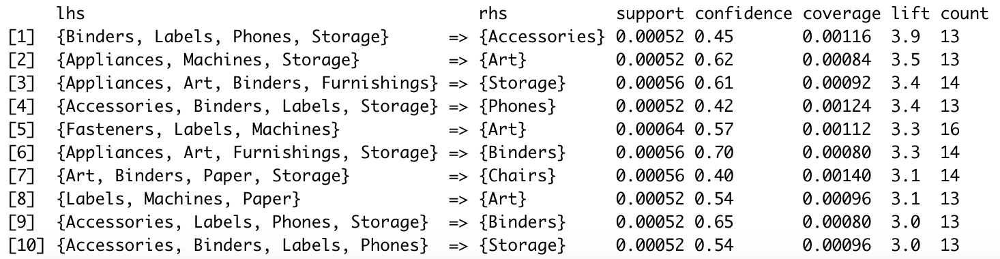 lhs rhs support confidence coverage lift count
[1] {Binders, Labels, Phones, Storage} => {Accessories} 0.00052 0.45 0.00116 3.9 13
[2] {Appliances, Machines, Storage} => {Art} 0.00052 0.62 0.00084 3.5 13
[3] {Appliances, Art, Binders, Furnishings} => {Storage} 0.00056 0.61 0.00092 3.4 14
[4] {Accessories, Binders, Labels, Storage} => {Phones} 0.00052 0.42 0.00124 3.4 13
[5] {Fasteners, Labels, Machines} => {Art} 0.00064 0.57 0.00112 3.3 16
[6] {Appliances, Art, Furnishings, Storage} => {Binders} 0.00056 0.70 0.00080 3.3 14
[7] {Art, Binders, Paper, Storage} => {Chairs} 0.00056 0.40 0.00140 3.1 14
[8] {Labels, Machines, Paper} => {Art} 0.00052 0.54 0.00096 3.1 13
[9] {Accessories, Labels, Phones, Storage} => {Binders} 0.00052 0.65 0.00080 3.0 13
[10] {Accessories, Binders, Labels, Phones} => {Storage} 0.00052 0.54 0.00096 3.0 13